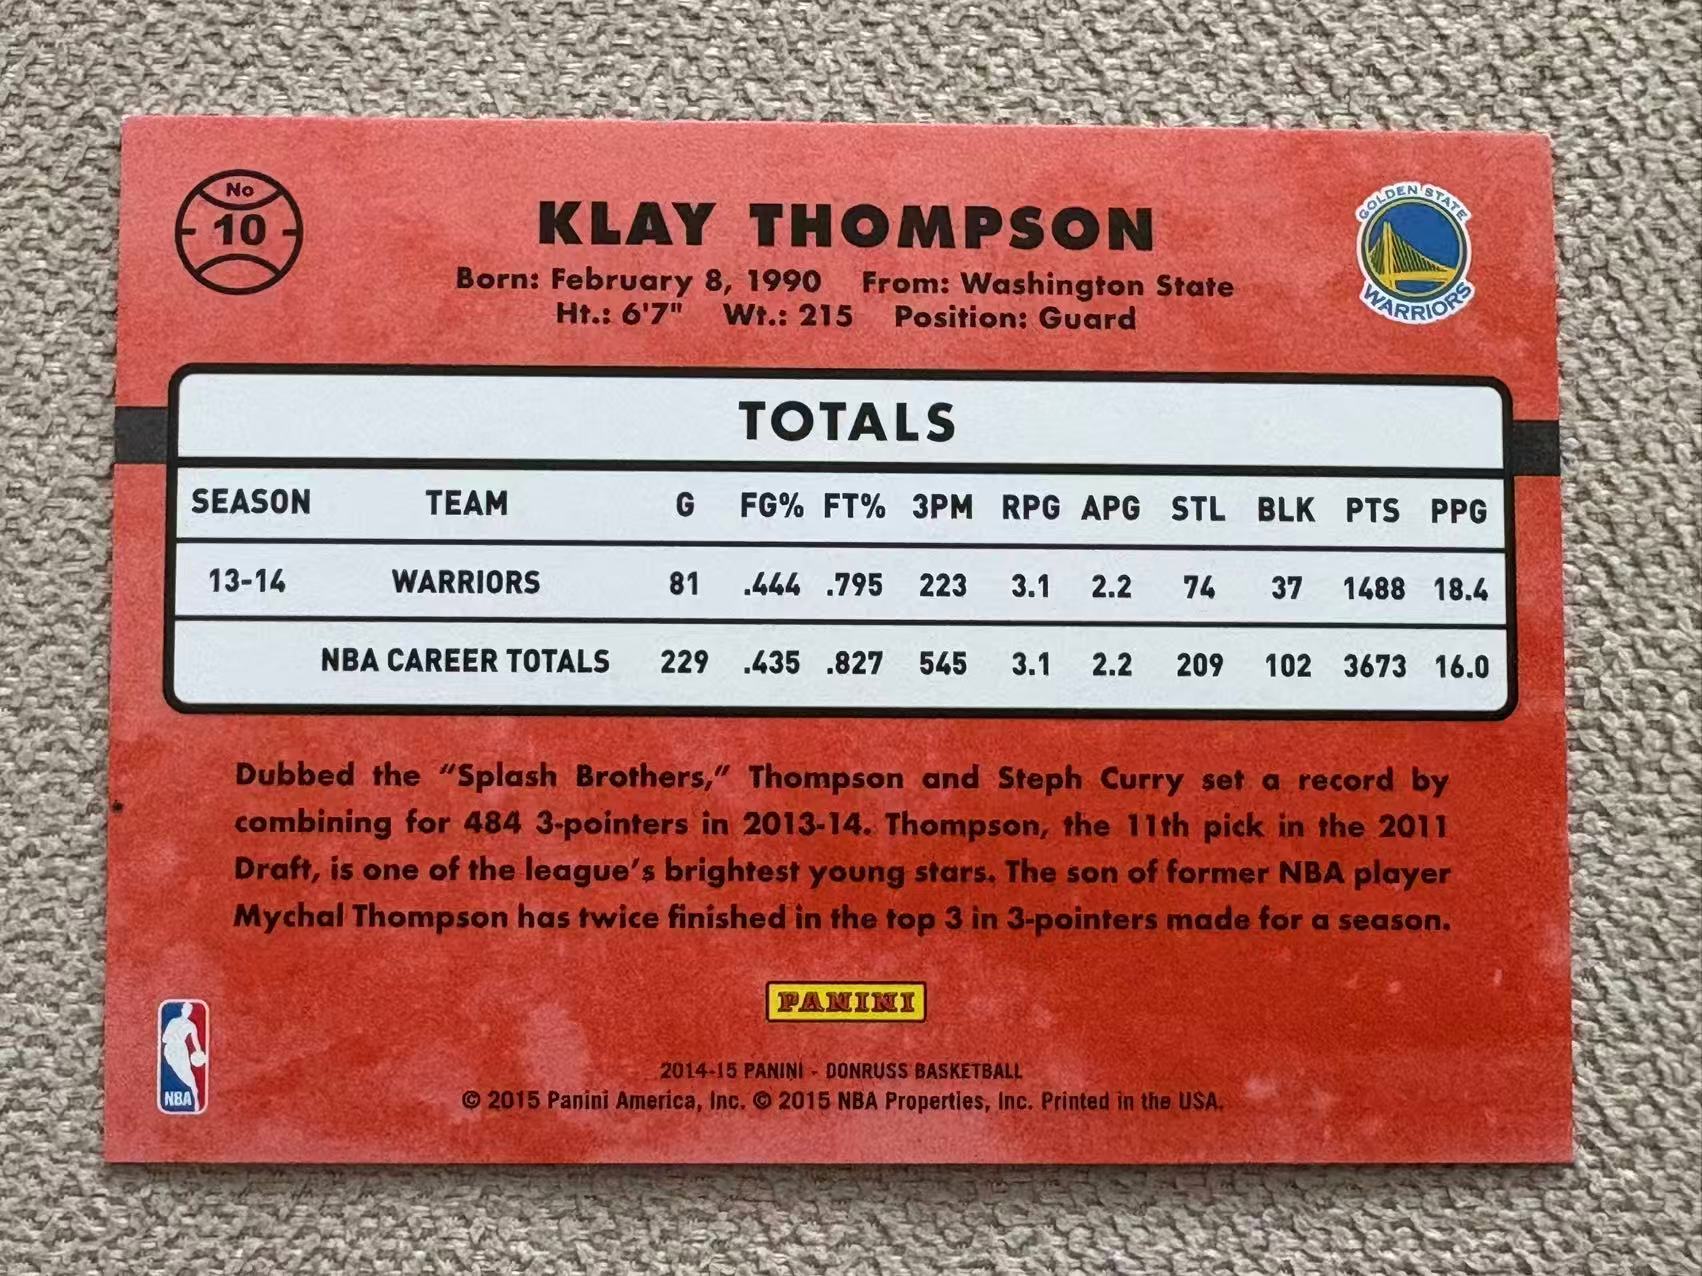 No
10
KLAY THOMPSON
GOLDEN STATE
WARRIORS
Born: February 8, 1990 From: Washington State
Ht.: 6'7" Wt.: 215 Position: Guard
TOTALS
SEASON TEAM G FG% FT% 3PM RPG APG STL BLK PTS PPG
13-14 WARRIORS 81 .444 .795 223 3.1 2.2 74 37 1488 18.4
NBA CAREER TOTALS 229 .435 .827 545 3.1 2.2 209 102 3673 16.0
Dubbed the “Splash Brothers,” Thompson and Steph Curry set a record by
combining for 484 3-pointers in 2013-14. Thompson, the 11th pick in the 2011
Draft, is one of the league’s brightest young stars. The son of former NBA player
Mychal Thompson has twice finished in the top 3 in 3-pointers made for a season.
PANINI
NBA
2014-15 PANINI - DONRUSS BASKETBALL
© 2015 Panini America, Inc. © 2015 NBA Properties, Inc. Printed in the USA.